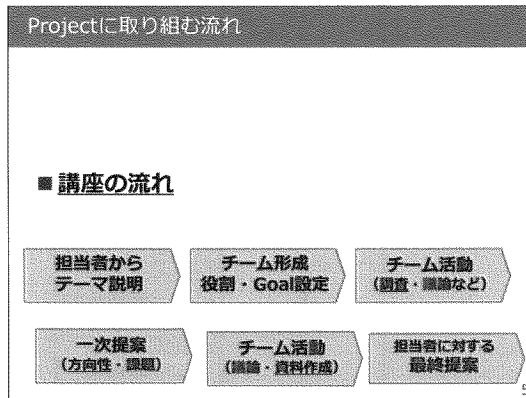 Projectに取り組む流れ
■講座の流れ
担当者から
テーマ説明
チーム形成
役割・Goal設定
チーム活動
(調査・議論など)
一次提案
(方向性・課題)
チーム活動
(議論・資料作成)
担当者に対する
最終提案